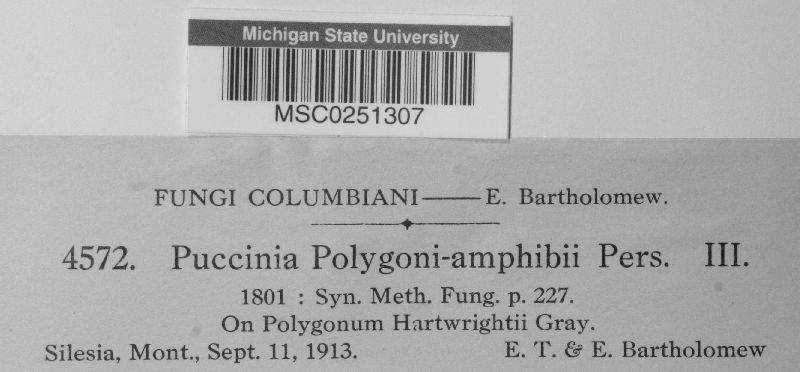 Michigan State University
MSC0251307
FUNGI COLUMBIANI—E. Bartholomew.
4572. Puccinia Polygoni-amphibii Pers. III.
1801 : Syn. Meth. Fung. p. 227.
On Polygonum Hartwrightii Gray.
Silesia, Mont., Sept. 11, 1913. E. T. & E. Bartholomew